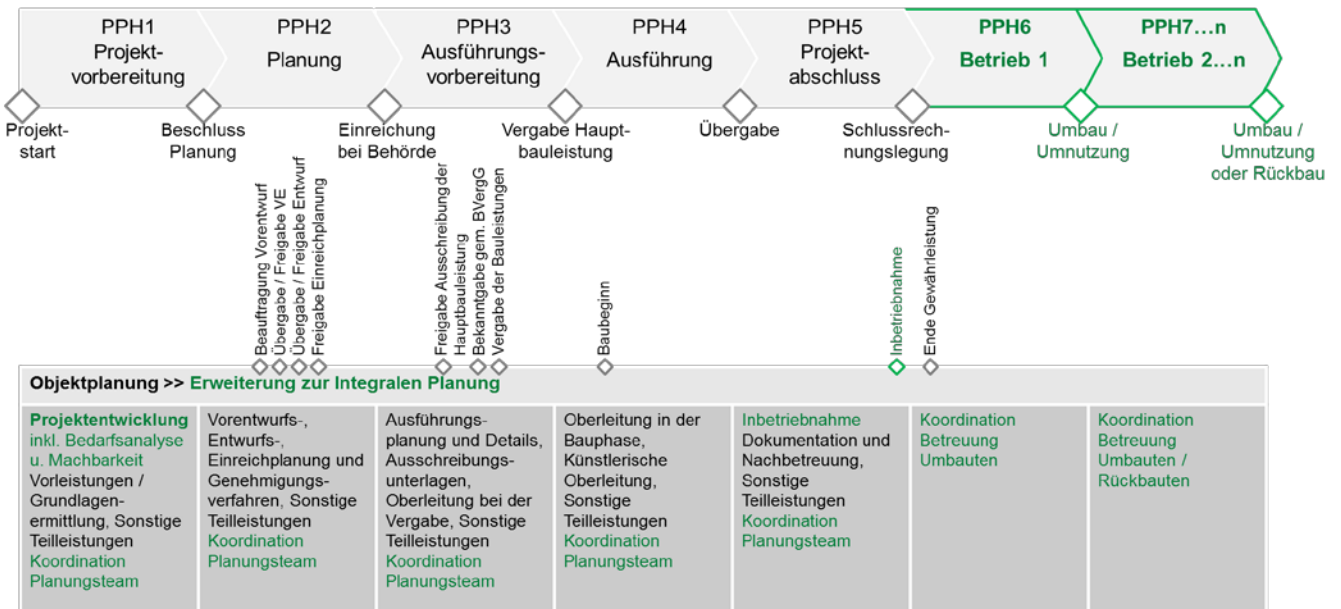 PPH1
Projekt-
vorbereitung
PPH2
Planung
PPH3
Ausführungs-
vorbereitung
PPH4
Ausführung
PPH5
Projekt-
abschluss
PPH6
Betrieb 1
PPH7...n
Betrieb 2...n
Projekt-
start
Beschluss
Planung
Einreichung
bei Behörde
Vergabe Haupt-
bauleistung
Übergabe
Schlussrech-
nungslegung
Umbau /
Umnutzung
Umbau /
Umnutzung
oder Rückbau
Beauftragung Vorentwurf
Übergabe / Freigabe VE
Übergabe / Freigabe Entwurf
Freigabe Einreichplanung
Freigabe Ausschreibung der
Hauptbauleistung
Bekanntgabe gem. BVergG
Vergabe der Bauleistungen
Baubeginn
Inbetriebnahme
Ende Gewährleistung
Objektplanung >> Erweiterung zur Integralen Planung
Projektentwicklung
inkl. Bedarfsanalyse
u. Machbarkeit
Vorleistungen /
Grundlagen-
ermittlung, Sonstige
Teilleistungen
Koordination
Planungsteam
Vorentwurfs-,
Entwurfs-,
Einreichplanung und
Genehmigungs-
verfahren, Sonstige
Teilleistungen
Koordination
Planungsteam
Ausführungs-
planung und Details,
Ausschreibungs-
unterlagen,
Oberleitung bei der
Vergabe, Sonstige
Teilleistungen
Koordination
Planungsteam
Oberleitung in der
Bauphase,
Künstlerische
Oberleitung,
Sonstige
Teilleistungen
Koordination
Planungsteam
Inbetriebnahme
Dokumentation und
Nachbetreuung,
Sonstige
Teilleistungen
Koordination
Planungsteam
Koordination
Betreuung
Umbauten
Koordination
Betreuung
Umbauten /
Rückbauten